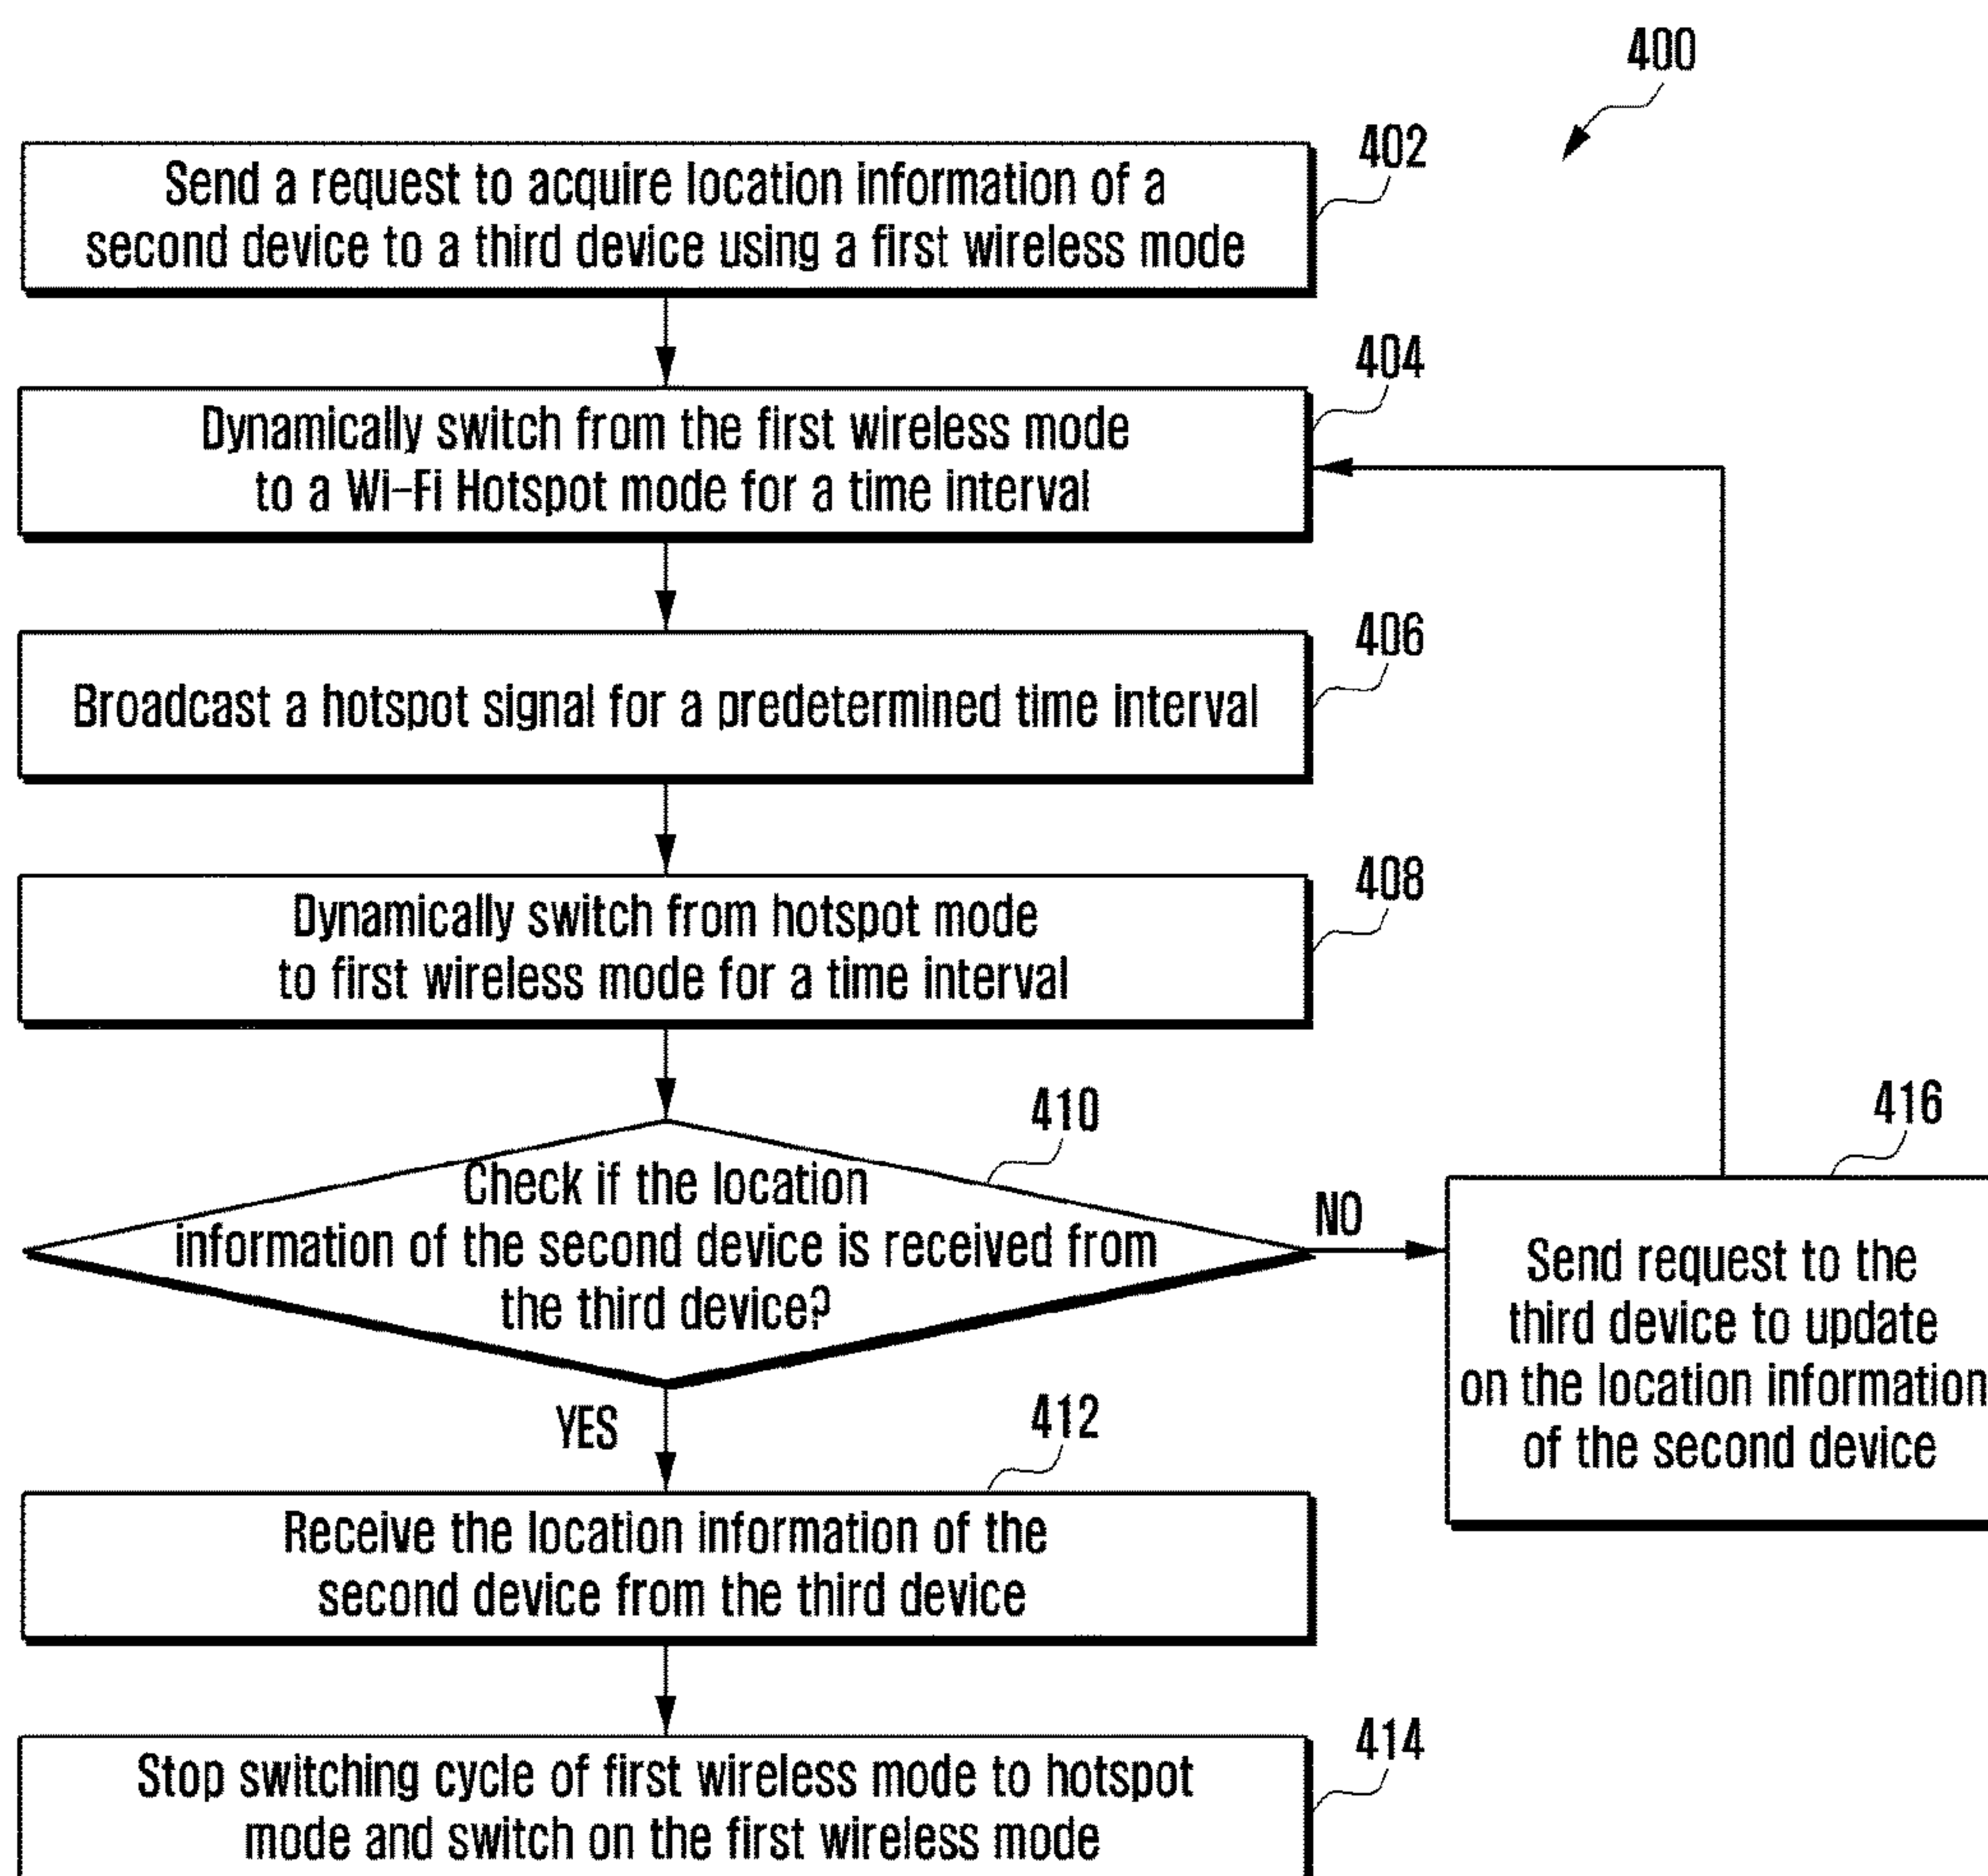 400
402
Send a request to acquire location information of a
second device to a third device using a first wireless mode
404
Dynamically switch from the first wireless mode
to a Wi-Fi Hotspot mode for a time interval
406
Broadcast a hotspot signal for a predetermined time interval
408
Dynamically switch from hotspot mode
to first wireless mode for a time interval
410
Check if the location
information of the second device is received from
the third device?
NO
416
Send request to the
third device to update
on the location information
of the second device
YES
412
Receive the location information of the
second device from the third device
414
Stop switching cycle of first wireless mode to hotspot
mode and switch on the first wireless mode